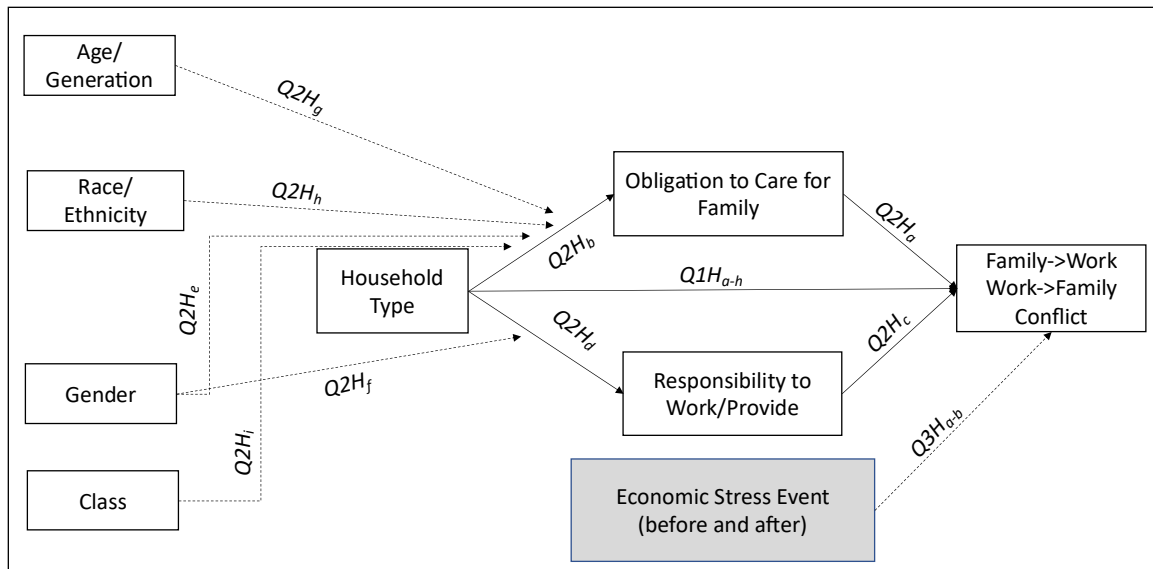 Age/
Generation
Q2Hg
Race/
Ethnicity
Q2Hh
Obligation to Care for
Family
Q2Ha
Q2Hb
Household
Type
Q1Ha-h
Family->Work
Work->Family
Conflict
Q2He
Q2Hd
Q2Hc
Gender
Q2Hf
Responsibility to
Work/Provide
Q2Hi
Q3Ha-b
Class
Economic Stress Event
(before and after)